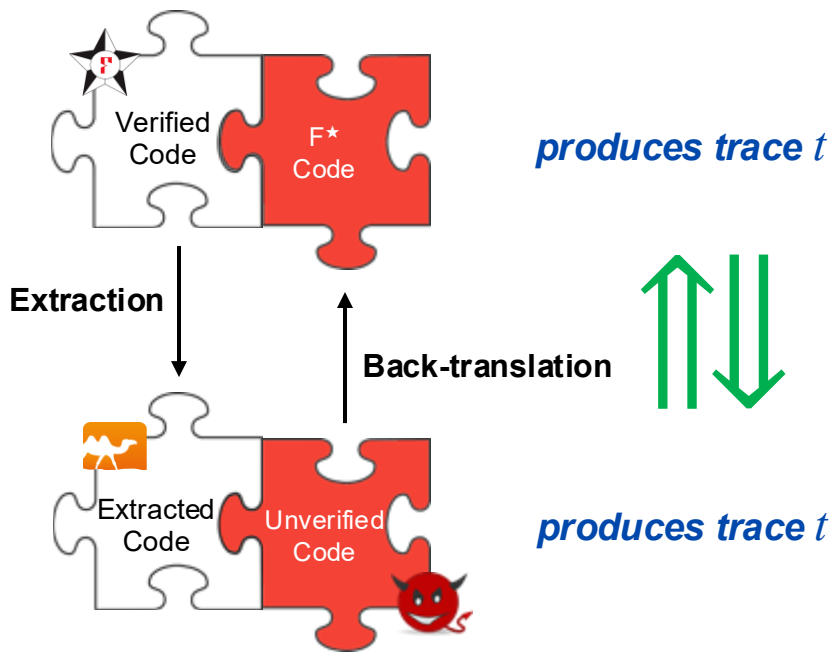 F
Verified
Code
F★
Code
produces trace t
Extraction
Back-translation
Extracted
Code
Unverified
Code
produces trace t